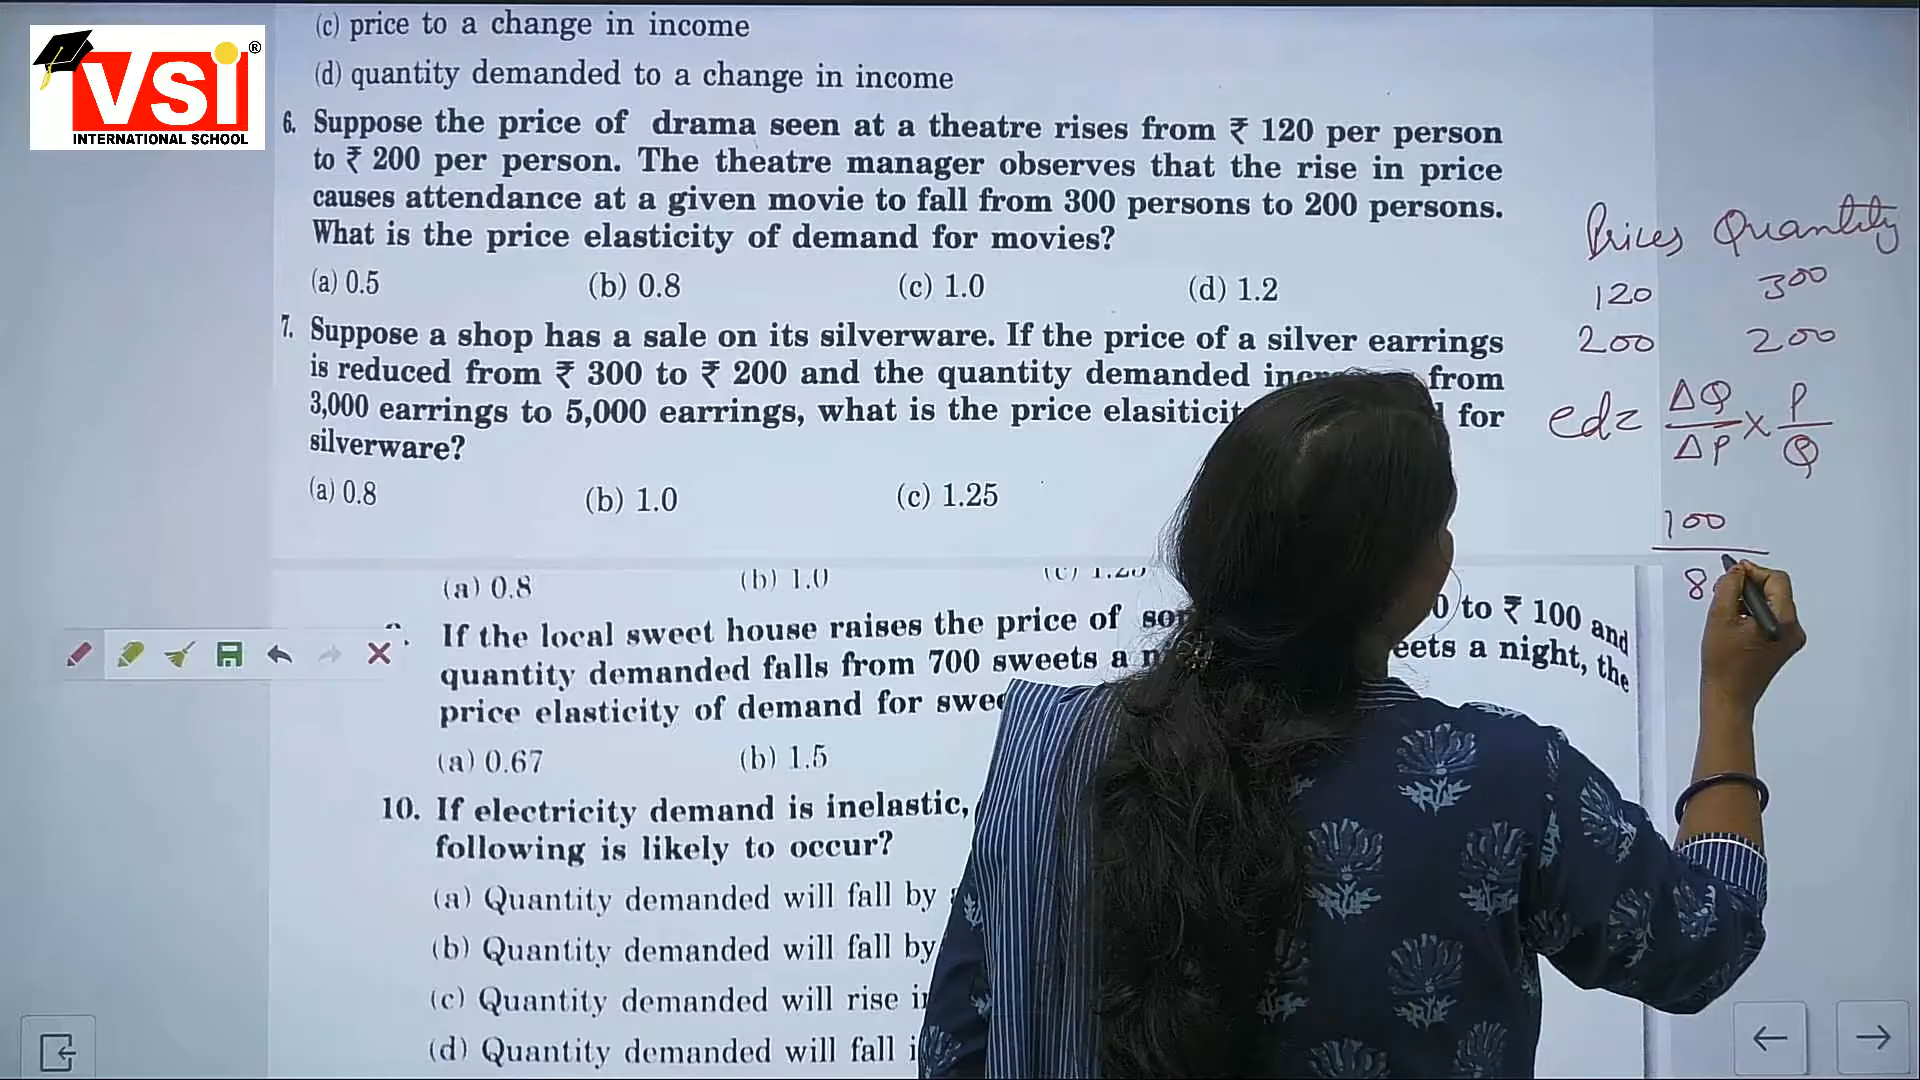 VSI ®
INTERNATIONAL SCHOOL
(c) price to a change in income
(d) quantity demanded to a change in income
6. Suppose the price of drama seen at a theatre rises from ₹ 120 per person
to ₹ 200 per person. The theatre manager observes that the rise in price
causes attendance at a given movie to fall from 300 persons to 200 persons.
What is the price elasticity of demand for movies?
(a) 0.5 (b) 0.8 (c) 1.0 (d) 1.2
7. Suppose a shop has a sale on its silverware. If the price of a silver earrings
is reduced from ₹ 300 to ₹ 200 and the quantity demanded from
3,000 earrings to 5,000 earrings, what is the price for
silverware?
(a) 0.8 (b) 1.0 (c) 1.25
(a) 0.8 (b) 1.0
If the local sweet house raises the price of to ₹ 100 and
quantity demanded falls from 700 sweets a a night, the
price elasticity of demand for
(a) 0.67 (b) 1.5
10. If electricity demand is inelastic,
following is likely to occur?
(a) Quantity demanded will fall by
(b) Quantity demanded will fall by
(c) Quantity demanded will rise
(d) Quantity demanded will fall
Prices Quantity
120 300
200 200
ed= ΔQ/ΔP × P/Q
100
8